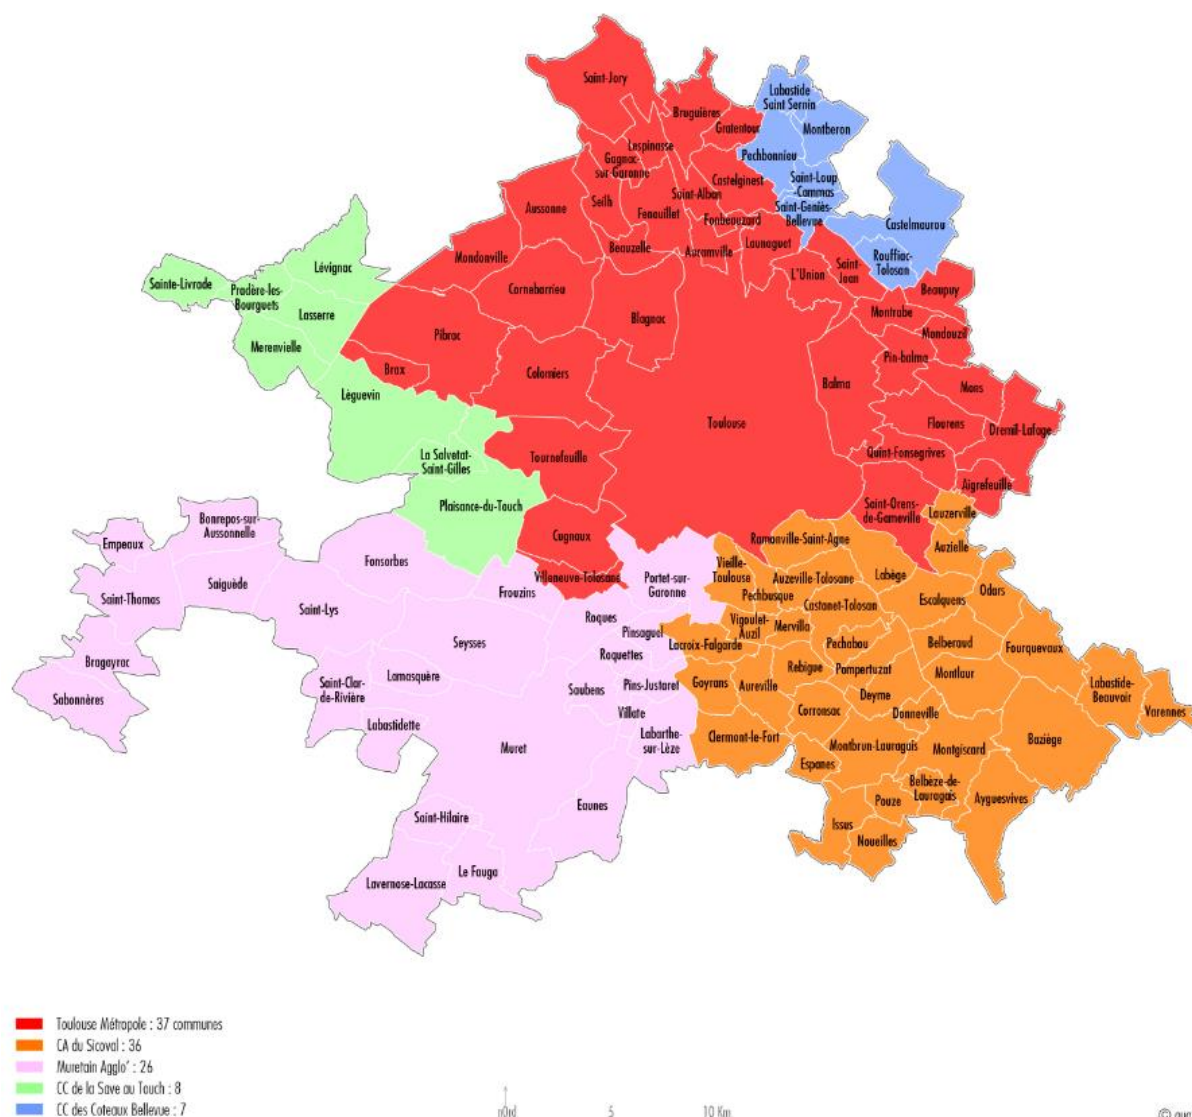 Saint-Jory
Bruguières
Labastide
Saint Sernin
Gratentour
Montberon
Lespinasse
Pechbonnieu
Gagnac-
sur-Garonne
Castelginest
Saint-Loup
-Cammas
Saint-Alban
Seilh
Aussonne
Fenouillet
Saint-Geniès-
Bellevue
Fonbeauzard
Castelmaurou
Launaguet
Beauzelle
Aucamville
Mondonville
Rouffiac-
Tolosan
Saint-
Jean
L'Union
Lévignac
Sainte-Livrade
Pradère-les-
Bourguets
Cornebarrieu
Beaupuy
Lasserre
Montrabe
Blagnac
Pibrac
Mondouzil
Merenvielle
Pin-balma
Brax
Colomiers
Balma
Mons
Lèguevin
Toulouse
Flourens
Dremil-Lafage
La Salvetat-
Saint-Gilles
Tournefeuille
Quint-Fonsegrives
Aigrefeuille
Plaisance-du-Touch
Saint-Orens-
de-Gameville
Lauzerville
Bonrepos-sur-
Aussonnelle
Cugnaux
Ramonville-Saint-Agne
Empeaux
Auzielle
Fonsorbes
Vieille-
Toulouse
Villeneuve-Tolosane
Portet-sur-
Garonne
Auzeville-Tolosane
Labège
Saiguède
Odars
Frouzins
Pechbusque
Escalquens
Saint-Thomas
Castanet-Tolosan
Saint-Lys
Roques
Vigoulet-
Auzil
Mervilla
Pinsaguel
Seysses
Lacroix-Falgarde
Pechabou
Belberaud
Fourquevaux
Roquettes
Bragayrac
Rebigue
Pompertuzat
Lamasquère
Montlaur
Saint-Clar-
de-Rivière
Goyrans
Aureville
Pins-Justaret
Labastide-
Beauvoir
Saubens
Deyme
Sabonnères
Corronsac
Donneville
Varennes
Villate
Labastidette
Clermont-le-Fort
Baziège
Muret
Labarthe-
sur-Lèze
Montbrun-Lauragais
Montgiscard
Espanes
Belbèze-de-
Lauragais
Ayguesvives
Pouze
Eaunes
Saint-Hilaire
Issus
Noueilles
Le Fauga
Lavernose-Lacasse
Toulouse Métropole : 37 communes
CA du Sicoval : 36
Muretain Agglo' : 26
CC de la Save au Touch : 8
CC des Coteaux Bellevue : 7
nord
5
10 Km